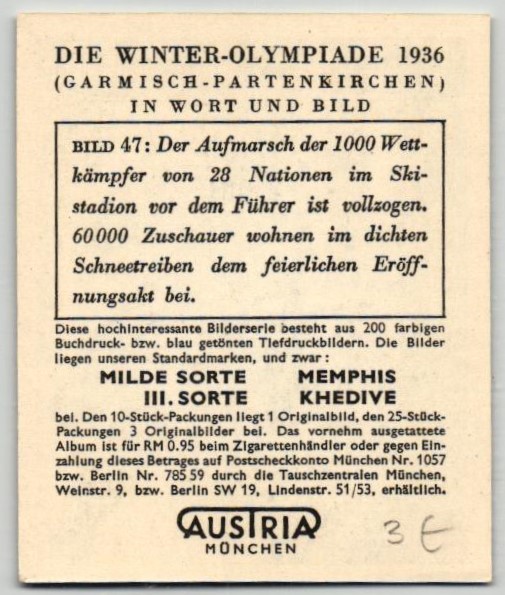 DIE WINTER-OLYMPIADE 1936
(GARMISCH-PARTENKIRCHEN)
IN WORT UND BILD
BILD 47: Der Aufmarsch der 1000 Wett-
kämpfer von 28 Nationen im Ski-
stadion vor dem Führer ist vollzogen.
60000 Zuschauer wohnen im dichten
Schneetreiben dem feierlichen Eröff-
nungsakt bei.
Diese hochinteressante Bilderserie besteht aus 200 farbigen
Buchdruck- bzw. blau getönten Tiefdruckbildern. Die Bilder
liegen unseren Standardmarken, und zwar:
MILDE SORTE MEMPHIS
III. SORTE KHEDIVE
bei. Den 10-Stück-Packungen liegt 1 Originalbild, den 25-Stück-
Packungen 3 Originalbilder bei. Das vornehm ausgestattete
Album ist für RM 0.95 beim Zigarettenhändler oder gegen Ein-
zahlung dieses Betrages auf Postscheckkonto München Nr. 1057
bzw. Berlin Nr. 785 59 durch die Tauschzentralen München,
Weinstr. 9, bzw. Berlin SW 19, Lindenstr. 51/53, erhältlich.
AUSTRIA
MÜNCHEN
3 €